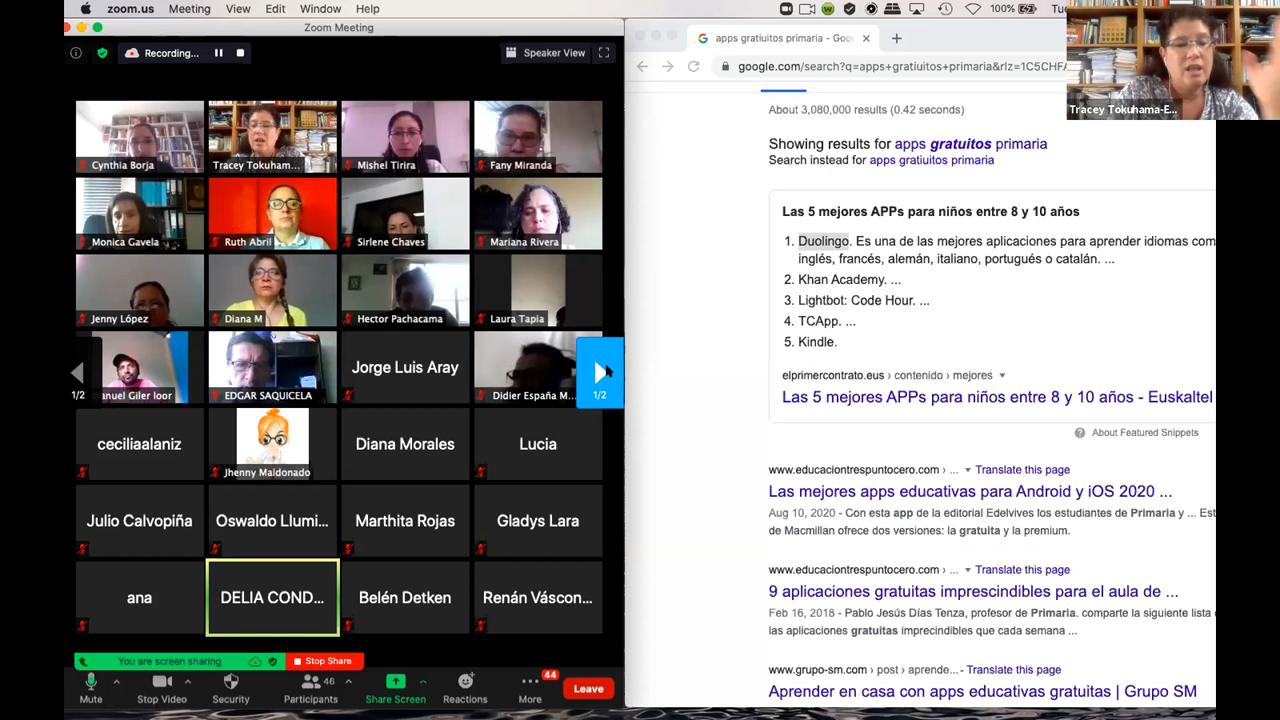 zoom.us Meeting View Edit Window Help
100% Tue
Zoom Meeting
Recording...
Speaker View
Cynthia Borja
Tracey Tokuham...
Mishel Tirira
Fany Miranda
Monica Gavela
Ruth Abril
Sirlene Chaves
Mariana Rivera
Jenny López
Diana M
Hector Pachacama
Laura Tapia
1/2
anuel Giler loor
EDGAR SAQUICELA
Jorge Luis Aray
Didier España M...
1/2
ceciliaalaniz
Jhenny Maldonado
Diana Morales
Lucia
Julio Calvopiña
Oswaldo Llumi...
Marthita Rojas
Gladys Lara
ana
DELIA COND...
Belén Detken
Renán Váscon...
You are screen sharing
Stop Share
Mute
Stop Video
Security
Participants
46
Share Screen
Reactions
More
44
Leave
apps gratiuitos primaria - Goo
google.com/search?q=apps+gratiuitos+primaria&rlz=1C5CHFA
Tracey Tokuhama-E...
About 3,080,000 results (0.42 seconds)
Showing results for apps gratuitos primaria
Search instead for apps gratiuitos primaria
Las 5 mejores APPs para niños entre 8 y 10 años
1. Duolingo. Es una de las mejores aplicaciones para aprender idiomas com
inglés, francés, alemán, italiano, portugués o catalán. ...
2. Khan Academy. ...
3. Lightbot: Code Hour. ...
4. TCApp. ...
5. Kindle.
elprimercontrato.eus › contenido › mejores
Las 5 mejores APPs para niños entre 8 y 10 años - Euskaltel
About Featured Snippets
www.educaciontrespuntocero.com › ... Translate this page
Las mejores apps educativas para Android y iOS 2020 ...
Aug 10, 2020 - Con esta app de la editorial Edelvives los estudiantes de Primaria y ... Est
de Macmillan ofrece dos versiones: la gratuita y la premium.
www.educaciontrespuntocero.com › ... Translate this page
9 aplicaciones gratuitas imprescindibles para el aula de ...
Feb 16, 2018 - Pablo Jesús Días Tenza, profesor de Primaria. comparte la siguiente lista
las aplicaciones gratuitas imprescindibles que cada semana ...
www.grupo-sm.com › post › aprende... - Translate this page
Aprender en casa con apps educativas gratuitas | Grupo SM